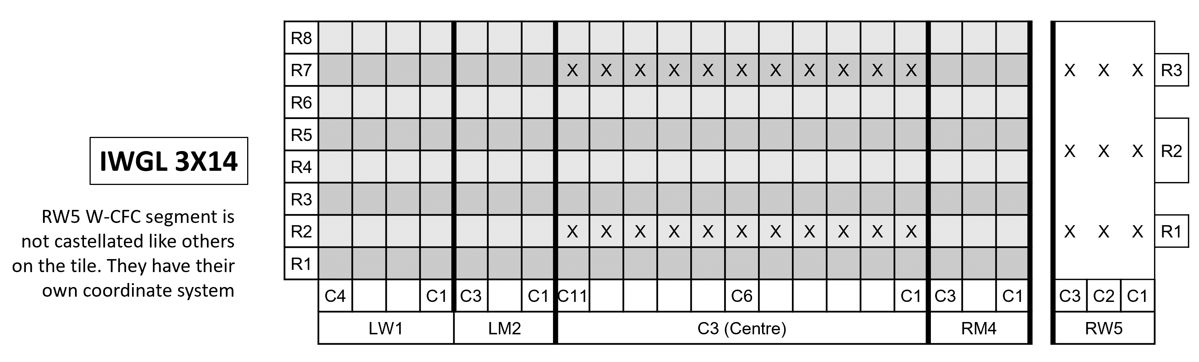 R8
R7 X X X X X X X X X X X X X X R3
R6
R5
IWGL 3X14
R4 X X X R2
R3
RW5 W-CFC segment is
not castellated like others
on the tile. They have their
own coordinate system
R2 X X X X X X X X X X X X X X R1
R1
C4 C1 C3 C1 C11 C6 C1 C3 C1 C3 C2 C1
LW1 LM2 C3 (Centre) RM4 RW5